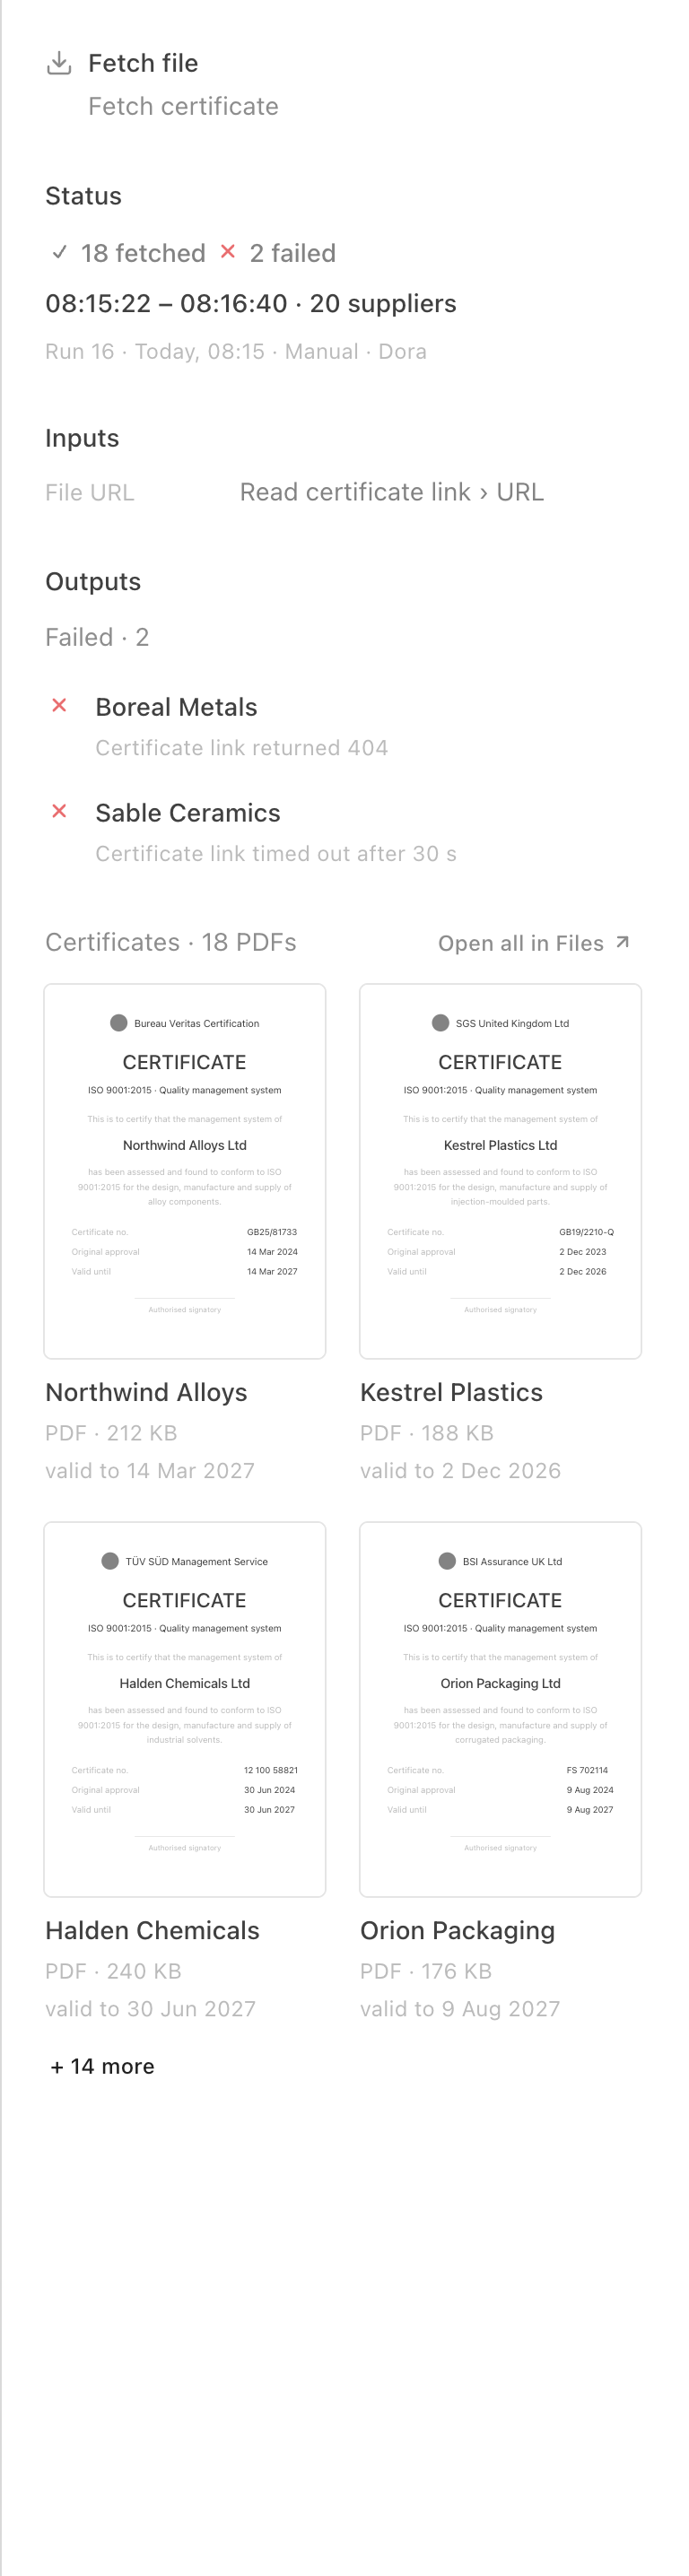 Fetch file
Fetch certificate
Status
✓ 18 fetched ✕ 2 failed
08:15:22 – 08:16:40 · 20 suppliers
Run 16 · Today, 08:15 · Manual · Dora
Inputs
File URL Read certificate link › URL
Outputs
Failed · 2
✕ Boreal Metals
Certificate link returned 404
✕ Sable Ceramics
Certificate link timed out after 30 s
Certificates · 18 PDFs Open all in Files ↗
Bureau Veritas Certification
CERTIFICATE
ISO 9001:2015 · Quality management system
This is to certify that the management system of
Northwind Alloys Ltd
has been assessed and found to conform to ISO
9001:2015 for the design, manufacture and supply of
alloy components.
Certificate no. GB25/81733
Original approval 14 Mar 2024
Valid until 14 Mar 2027
Authorised signatory
Northwind Alloys
PDF · 212 KB
valid to 14 Mar 2027
SGS United Kingdom Ltd
CERTIFICATE
ISO 9001:2015 · Quality management system
This is to certify that the management system of
Kestrel Plastics Ltd
has been assessed and found to conform to ISO
9001:2015 for the design, manufacture and supply of
injection-moulded parts.
Certificate no. GB19/2210-Q
Original approval 2 Dec 2023
Valid until 2 Dec 2026
Authorised signatory
Kestrel Plastics
PDF · 188 KB
valid to 2 Dec 2026
TÜV SÜD Management Service
CERTIFICATE
ISO 9001:2015 · Quality management system
This is to certify that the management system of
Halden Chemicals Ltd
has been assessed and found to conform to ISO
9001:2015 for the design, manufacture and supply of
industrial solvents.
Certificate no. 12 100 58821
Original approval 30 Jun 2024
Valid until 30 Jun 2027
Authorised signatory
Halden Chemicals
PDF · 240 KB
valid to 30 Jun 2027
BSI Assurance UK Ltd
CERTIFICATE
ISO 9001:2015 · Quality management system
This is to certify that the management system of
Orion Packaging Ltd
has been assessed and found to conform to ISO
9001:2015 for the design, manufacture and supply of
corrugated packaging.
Certificate no. FS 702114
Original approval 9 Aug 2024
Valid until 9 Aug 2027
Authorised signatory
Orion Packaging
PDF · 176 KB
valid to 9 Aug 2027
+ 14 more